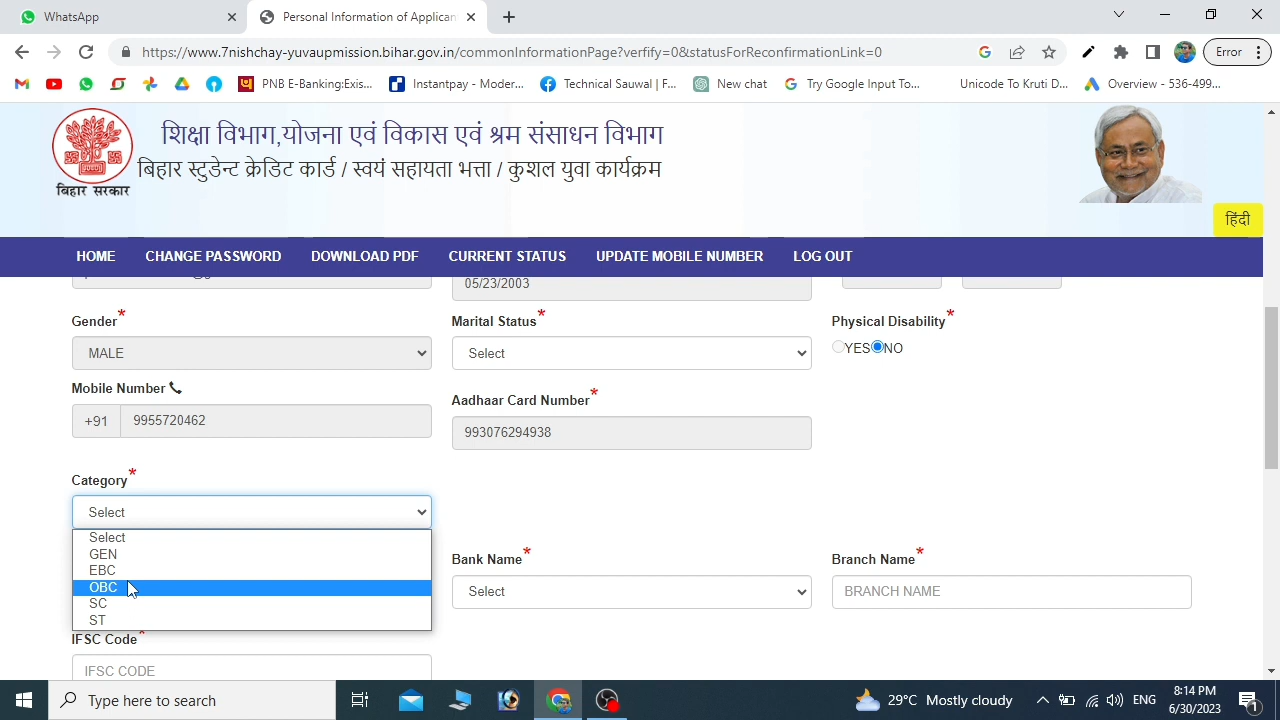 WhatsApp
Personal Information of Applican
https://www.7nishchay-yuvaupmission.bihar.gov.in/commonInformationPage?verfify=0&statusForReconfirmationLink=0
Error
PNB E-Banking:Exis...
Instantpay - Moder...
Technical Sauwal | F...
New chat
Try Google Input To...
Unicode To Kruti D...
Overview - 536-499...
शिक्षा विभाग,योजना एवं विकास एवं श्रम संसाधन विभाग
बिहार स्टुडेन्ट क्रेडिट कार्ड / स्वयं सहायता भत्ता / कुशल युवा कार्यक्रम
बिहार सरकार
हिंदी
HOME
CHANGE PASSWORD
DOWNLOAD PDF
CURRENT STATUS
UPDATE MOBILE NUMBER
LOG OUT
05/23/2003
Gender*
Marital Status*
Physical Disability*
MALE
Select
YES NO
Mobile Number
Aadhaar Card Number*
+91
9955720462
993076294938
Category*
Select
Select
GEN
EBC
OBC
SC
ST
Bank Name*
Branch Name*
Select
BRANCH NAME
IFSC Code*
IFSC CODE
Type here to search
29°C Mostly cloudy
ENG
8:14 PM
6/30/2023
1